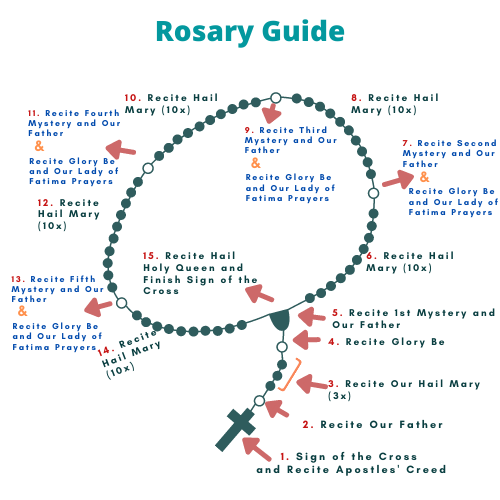 Rosary Guide
10. Recite Hail
Mary (10x)
8. Recite Hail
Mary (10x)
11. Recite Fourth
Mystery and Our
Father
&
Recite Glory Be
and Our Lady of
Fatima Prayers
9. Recite Third
Mystery and Our
Father
&
Recite Glory Be
and Our Lady of
Fatima Prayers
7. Recite Second
Mystery and Our
Father
&
Recite Glory Be
and Our Lady of
Fatima Prayers
12. Recite
Hail Mary
(10x)
15. Recite Hail
Holy Queen and
Finish Sign of the
Cross
6. Recite Hail
Mary (10x)
13. Recite Fifth
Mystery and Our
Father
&
Recite Glory Be
and Our Lady of
Fatima Prayers
14. Recite
Hail Mary
(10x)
5. Recite 1st Mystery and
Our Father
4. Recite Glory Be
3. Recite Our Hail Mary
(3x)
2. Recite Our Father
1. Sign of the Cross
and Recite Apostles' Creed